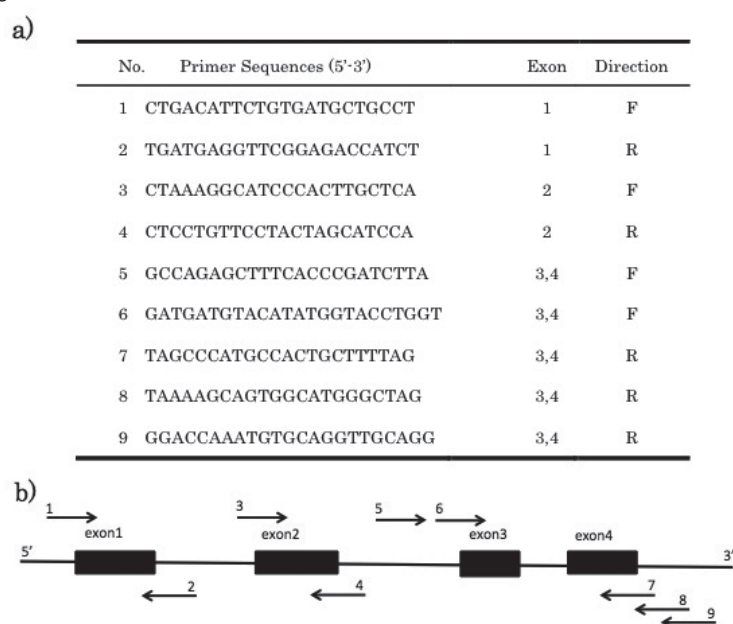 a)
No. Primer Sequences (5'-3') Exon Direction
1 CTGACATTCTGTGATGCTGCCT 1 F
2 TGATGAGGTTCGGAGACCATCT 1 R
3 CTAAAGGCATCCCACTTGCTCA 2 F
4 CTCCTGTTCCTACTAGCATCCA 2 R
5 GCCAGAGCTTTCACCCGATCTTA 3,4 F
6 GATGATGTACATATGGTACCTGGT 3,4 F
7 TAGCCCATGCCACTGCTTTTAG 3,4 R
8 TAAAAGCAGTGGCATGGGCTAG 3,4 R
9 GGACCAAATGTGCAGGTTGCAGG 3,4 R
b)
1 3 5 6
exon1 exon2 exon3 exon4
5' 3'
2 4 7
8
9